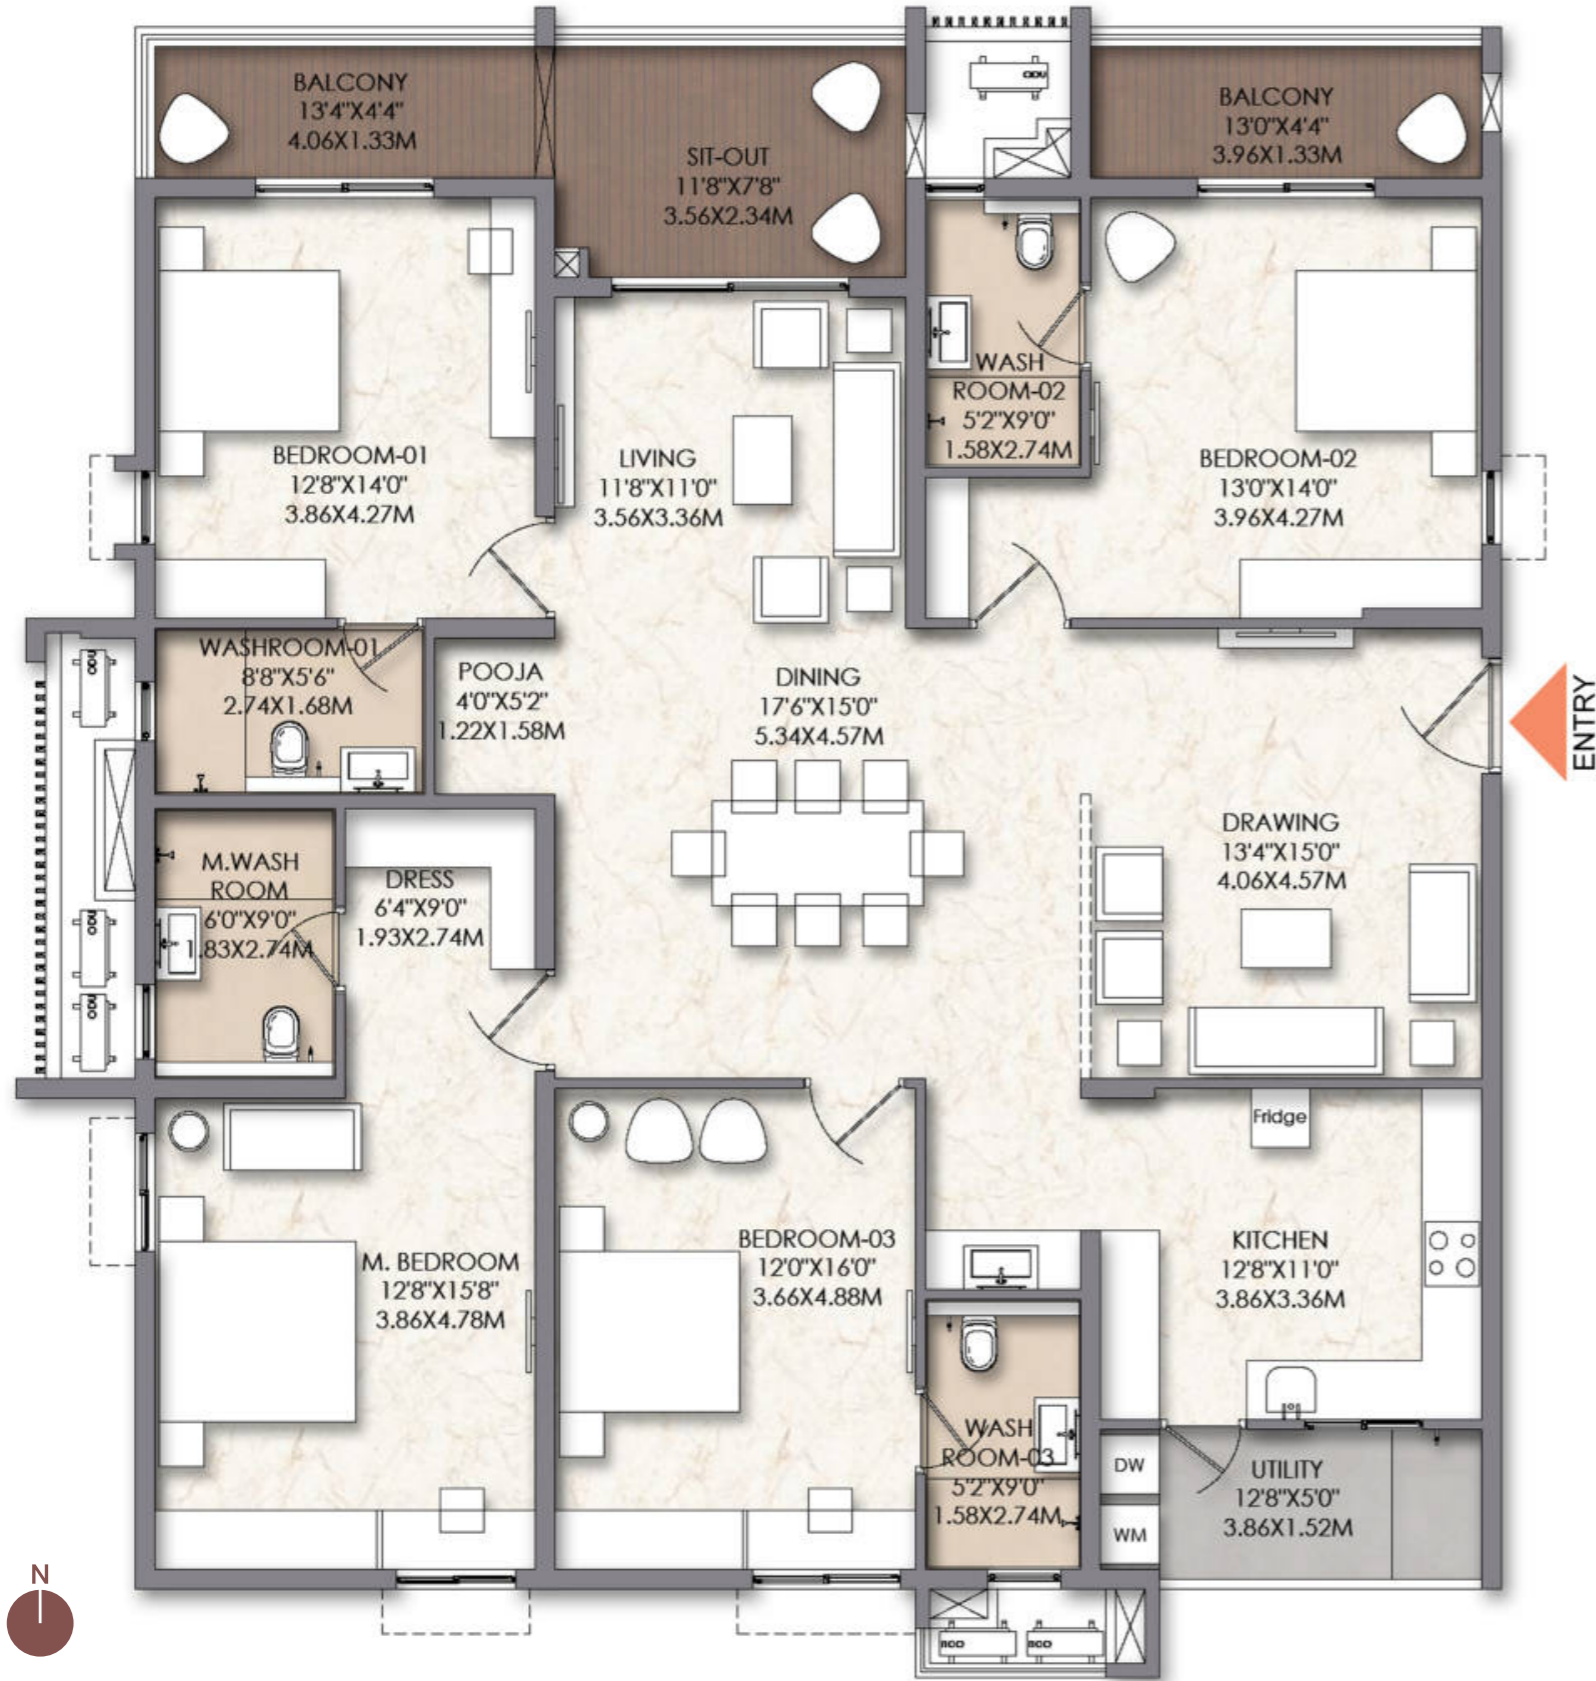 BALCONY
13'4"X4'4"
4.06X1.33M
SIT-OUT
11'8"X7'8"
3.56X2.34M
ODU
BALCONY
13'0"X4'4"
3.96X1.33M
BEDROOM-01
12'8"X14'0"
3.86X4.27M
LIVING
11'8"X11'0"
3.56X3.36M
WASH
ROOM-02
5'2"X9'0"
1.58X2.74M
BEDROOM-02
13'0"X14'0"
3.96X4.27M
WASHROOM-01
8'8"X5'6"
2.74X1.68M
POOJA
4'0"X5'2"
1.22X1.58M
DINING
17'6"X15'0"
5.34X4.57M
ENTRY
DRAWING
13'4"X15'0"
4.06X4.57M
M.WASH
ROOM
6'0"X9'0"
1.83X2.74M
DRESS
6'4"X9'0"
1.93X2.74M
Fridge
M. BEDROOM
12'8"X15'8"
3.86X4.78M
BEDROOM-03
12'0"X16'0"
3.66X4.88M
KITCHEN
12'8"X11'0"
3.86X3.36M
WASH
ROOM-03
5'2"X9'0"
1.58X2.74M
DW
WM
UTILITY
12'8"X5'0"
3.86X1.52M
N